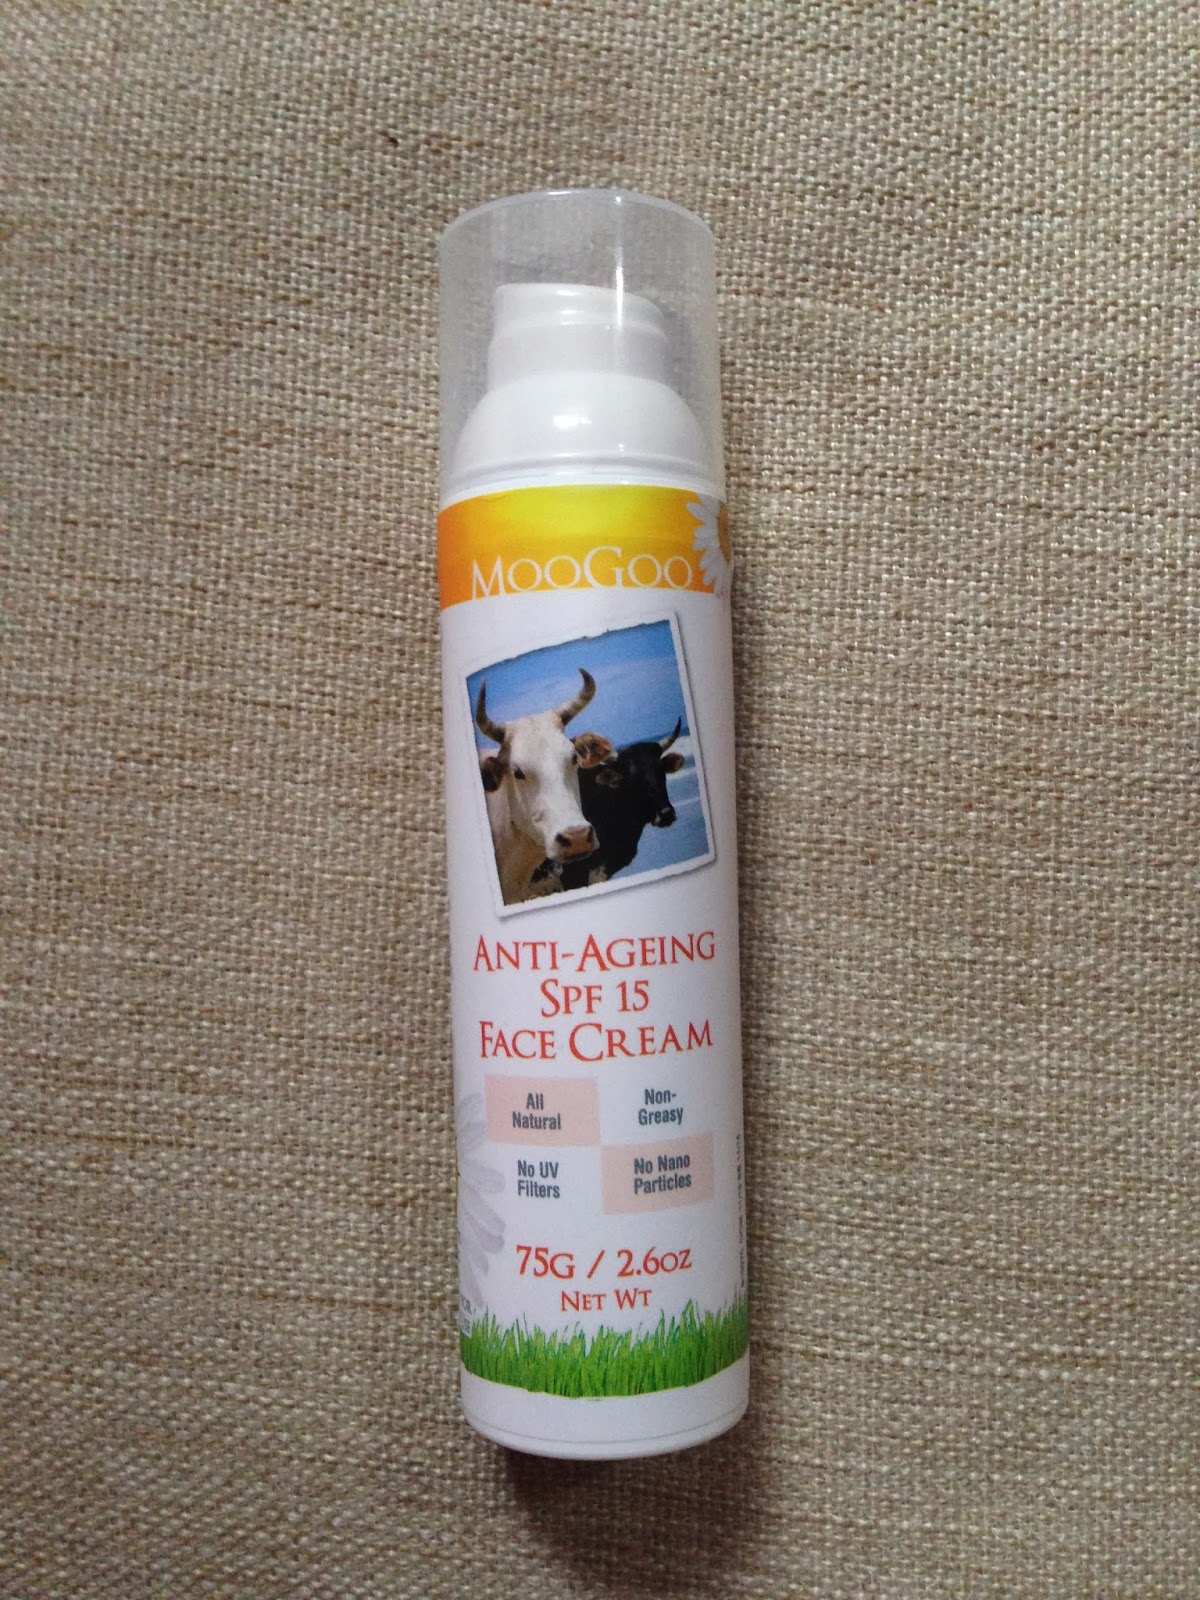 MooGoo
Anti-Ageing
SPF 15
Face Cream
All
Natural
Non-
Greasy
No UV
Filters
No Nano
Particles
75g / 2.6oz
Net Wt